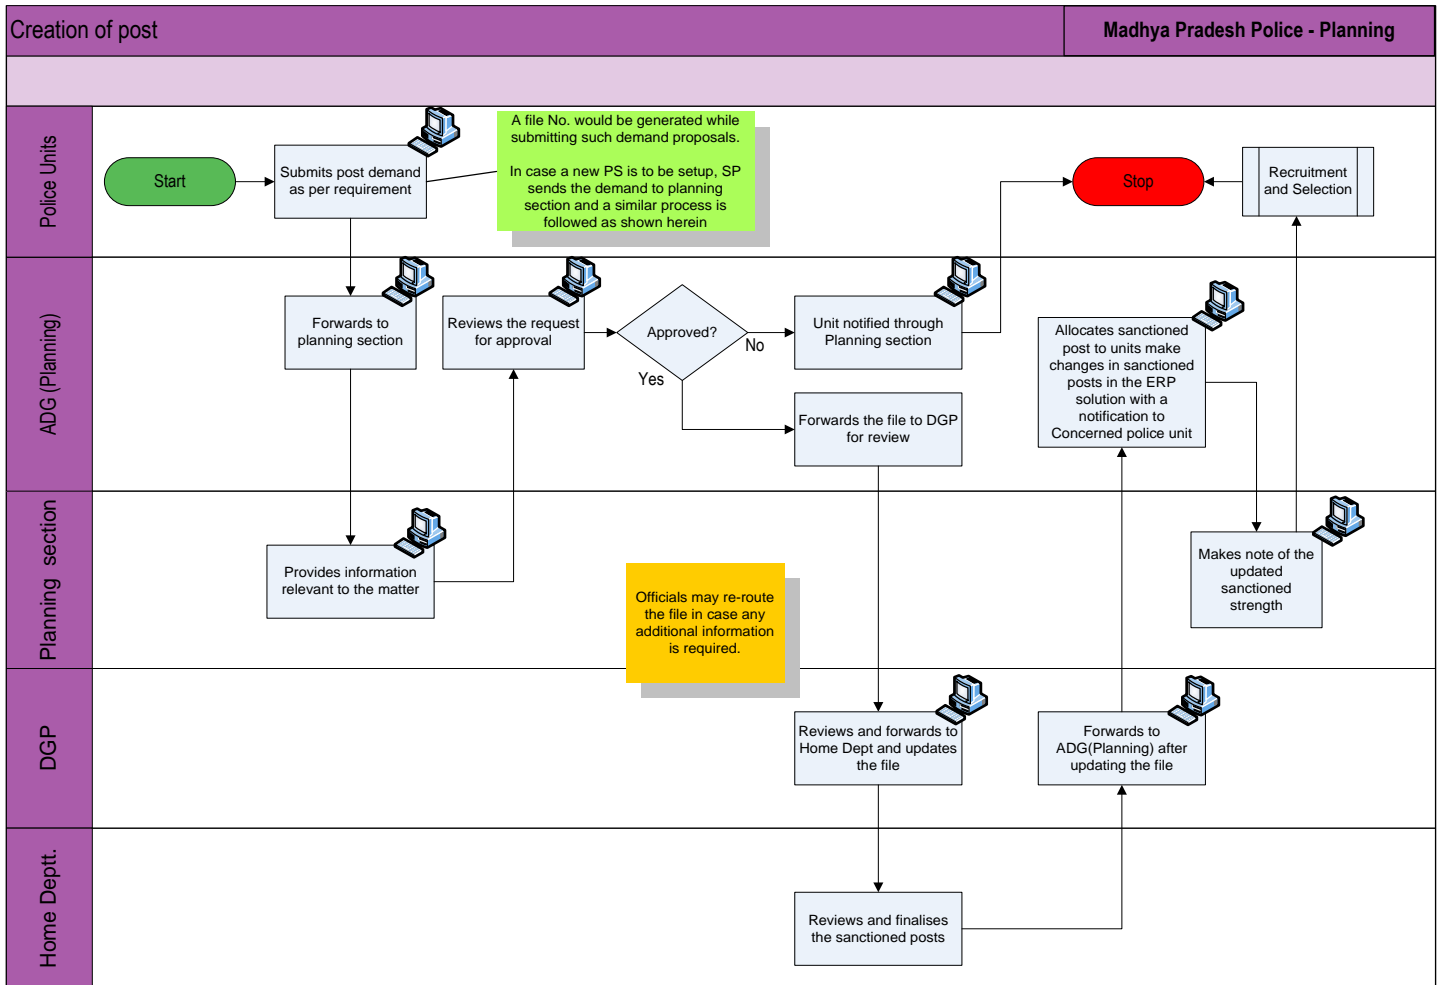 Creation of post
Madhya Pradesh Police - Planning
Police Units
Start
Submits post demand
as per requirement
A file No. would be generated while
submitting such demand proposals.
In case a new PS is to be setup, SP
sends the demand to planning
section and a similar process is
followed as shown herein
Stop
Recruitment
and Selection
ADG (Planning)
Forwards to
planning section
Reviews the request
for approval
Approved?
No
Yes
Unit notified through
Planning section
Forwards the file to DGP
for review
Allocates sanctioned
post to units make
changes in sanctioned
posts in the ERP
solution with a
notification to
Concerned police unit
Planning section
Provides information
relevant to the matter
Officials may re-route
the file in case any
additional information
is required.
Makes note of the
updated
sanctioned
strength
DGP
Reviews and forwards to
Home Dept and updates
the file
Forwards to
ADG(Planning) after
updating the file
Home Deptt.
Reviews and finalises
the sanctioned posts